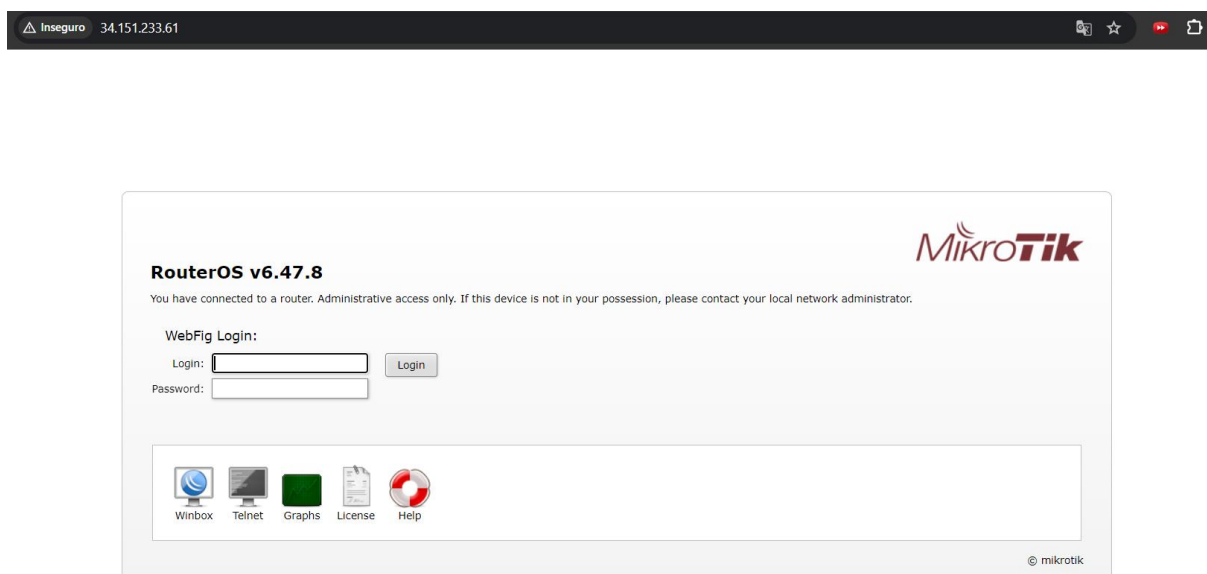 Inseguro 34.151.233.61
MikroTik
RouterOS v6.47.8
You have connected to a router. Administrative access only. If this device is not in your possession, please contact your local network administrator.
WebFig Login:
Login: Login
Password:
Winbox Telnet Graphs License Help
© mikrotik